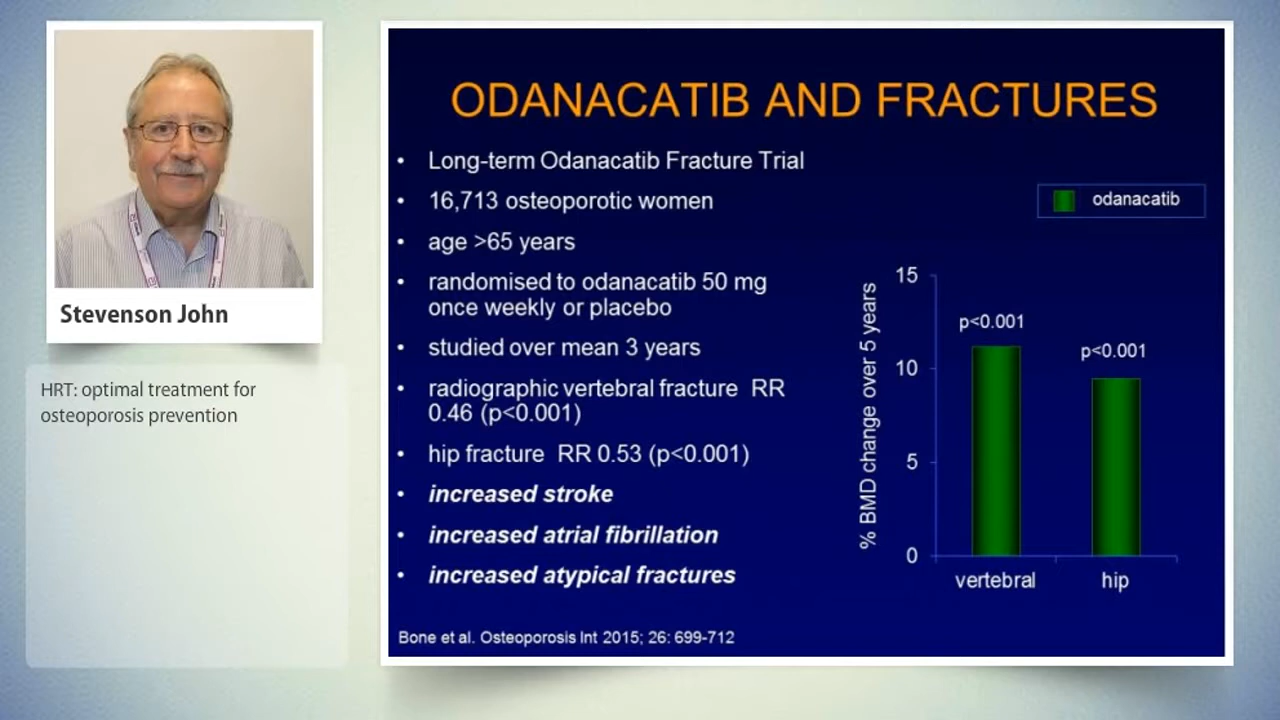 Stevenson John
HRT: optimal treatment for
osteoporosis prevention
ODANACATIB AND FRACTURES
• Long-term Odanacatib Fracture Trial
• 16,713 osteoporotic women
• age >65 years
• randomised to odanacatib 50 mg
once weekly or placebo
• studied over mean 3 years
• radiographic vertebral fracture RR
0.46 (p<0.001)
• hip fracture RR 0.53 (p<0.001)
• increased stroke
• increased atrial fibrillation
• increased atypical fractures
Bone et al. Osteoporosis Int 2015; 26: 699-712
odanacatib
% BMD change over 5 years
15
10
5
0
p<0.001
p<0.001
vertebral
hip